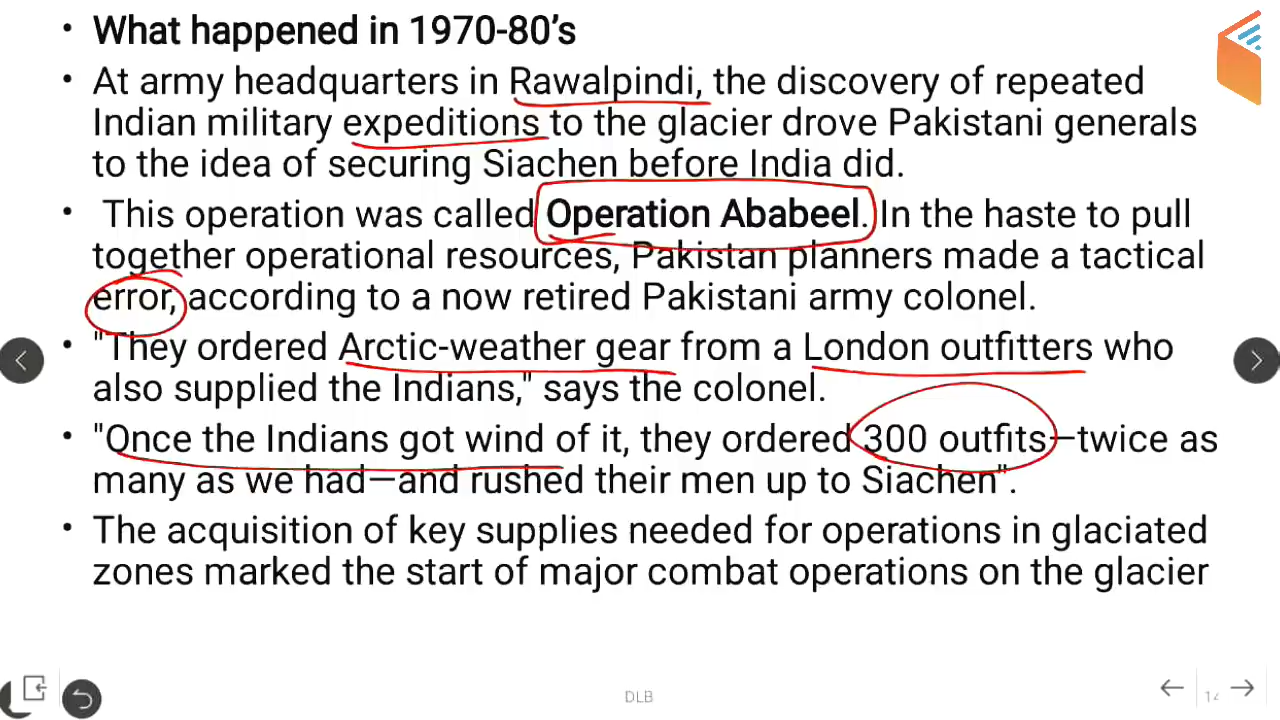 • What happened in 1970-80’s
• At army headquarters in Rawalpindi, the discovery of repeated
Indian military expeditions to the glacier drove Pakistani generals
to the idea of securing Siachen before India did.
• This operation was called Operation Ababeel. In the haste to pull
together operational resources, Pakistan planners made a tactical
error, according to a now retired Pakistani army colonel.
• "They ordered Arctic-weather gear from a London outfitters who
also supplied the Indians," says the colonel.
• "Once the Indians got wind of it, they ordered 300 outfits—twice as
many as we had—and rushed their men up to Siachen".
• The acquisition of key supplies needed for operations in glaciated
zones marked the start of major combat operations on the glacier
DLB